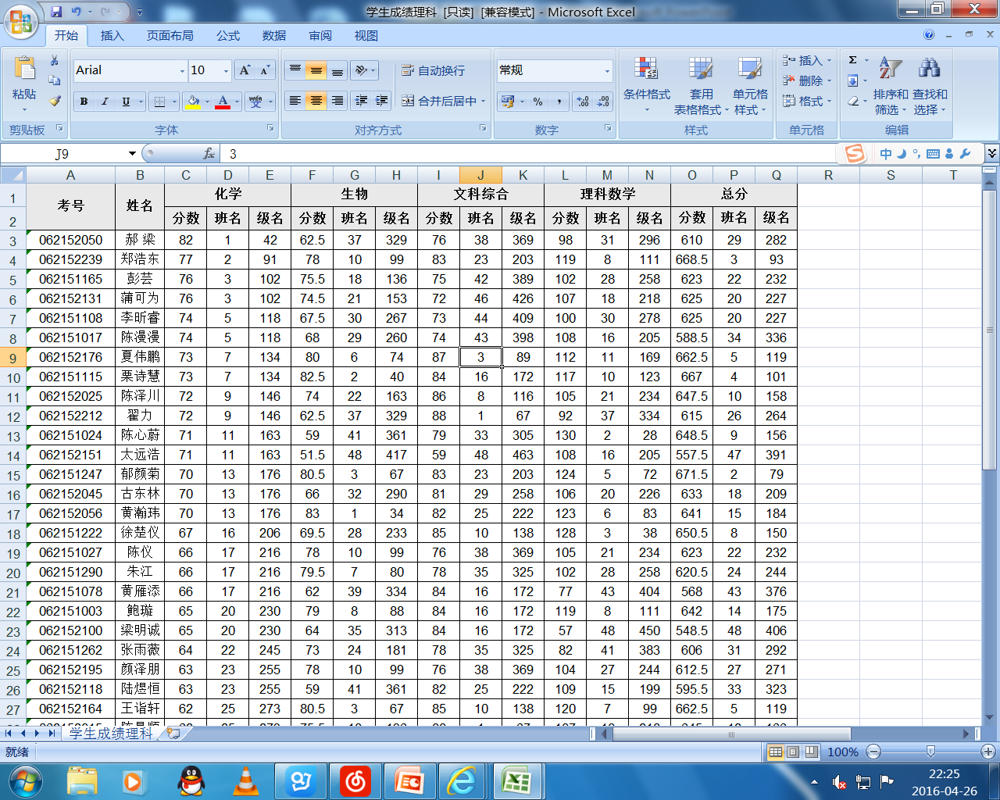 学生成绩理科 [只读] [兼容模式] - Microsoft Excel
开始 插入 页面布局 公式 数据 审阅 视图
粘贴 Arial 10 自动换行 常规 条件格式 套用 表格格式 单元格 样式 插入 删除 格式 排序和 筛选 查找和 选择
B I U wén 文 A 合并后居中 % , Σ
剪贴板 字体 对齐方式 数字 样式 单元格 编辑
J9 fx 3 中
A B C D E F G H I J K L M N O P Q R S T
1 考号 姓名 化学 生物 文科综合 理科数学 总分
2 分数 班名 级名 分数 班名 级名 分数 班名 级名 分数 班名 级名 分数 班名 级名
3 062152050 郝 梁 82 1 42 62.5 37 329 76 38 369 98 31 296 610 29 282
4 062152239 郑浩东 77 2 91 78 10 99 83 23 203 119 8 111 668.5 3 93
5 062151165 彭芸 76 3 102 75.5 18 136 75 42 389 102 28 258 623 22 232
6 062152131 蒲可为 76 3 102 74.5 21 153 72 46 426 107 18 218 625 20 227
7 062151108 李昕睿 74 5 118 67.5 30 267 73 44 409 100 30 278 625 20 227
8 062151017 陈漫漫 74 5 118 68 29 260 74 43 398 108 16 205 588.5 34 336
9 062152176 夏伟鹏 73 7 134 80 6 74 87 3 89 112 11 169 662.5 5 119
10 062151115 栗诗慧 73 7 134 82.5 2 40 84 16 172 117 10 123 667 4 101
11 062152025 陈泽川 72 9 146 74 22 163 86 8 116 105 21 234 647.5 10 158
12 062152212 翟力 72 9 146 62.5 37 329 88 1 67 92 37 334 615 26 264
13 062151024 陈心蔚 71 11 163 59 41 361 79 33 305 130 2 28 648.5 9 156
14 062152151 太远浩 71 11 163 51.5 48 417 59 48 463 108 16 205 557.5 47 391
15 062151247 郁颜菊 70 13 176 80.5 3 67 83 23 203 124 5 72 671.5 2 79
16 062152045 古东林 70 13 176 66 32 290 81 29 258 106 20 226 633 18 209
17 062152056 黄瀚玮 70 13 176 83 1 34 82 25 222 123 6 83 641 15 184
18 062151222 徐楚仪 67 16 206 69.5 28 233 85 10 138 128 3 38 650.5 8 150
19 062151027 陈仪 66 17 216 78 10 99 76 38 369 105 21 234 623 22 232
20 062151290 朱江 66 17 216 79.5 7 80 78 35 325 102 28 258 620.5 24 244
21 062151078 黄雁添 66 17 216 62 39 334 84 16 172 77 43 404 568 43 376
22 062151003 鲍璇 65 20 230 79 8 88 84 16 172 119 8 111 642 14 175
23 062152100 梁明诚 65 20 230 64 35 313 84 16 172 57 48 450 548.5 48 406
24 062151262 张雨薇 64 22 245 73 24 181 78 35 325 82 41 383 606 31 292
25 062152195 颜泽朋 63 23 255 78 10 99 76 38 369 104 27 244 612.5 27 271
26 062152118 陆煜恒 63 23 255 59 41 361 82 25 222 109 15 199 595.5 33 323
27 062152164 王诣轩 62 25 273 80.5 3 67 85 10 138 120 7 99 662.5 5 119
学生成绩理科
就绪 100%
22:25
2016-04-26